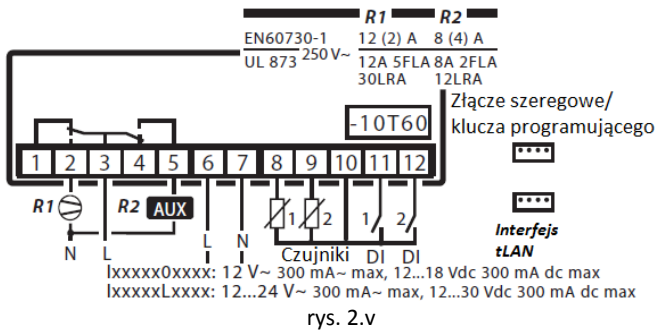 R1 R2
EN60730-1 12 (2) A 8 (4) A
UL 873 250 V~ 12A 5FLA 8A 2FLA
30LRA 12LRA
-10T60
Złącze szeregowe/
klucza programującego
1 2 3 4 5 6 7 8 9 10 11 12
R1 R2 AUX 1 2 1 2
N L L N Czujniki DI DI
Interfejs
tLAN
Ixxxxx0xxxx: 12 V~ 300 mA~ max, 12...18 Vdc 300 mA dc max
IxxxxxLxxxx: 12...24 V~ 300 mA~ max, 12...30 Vdc 300 mA dc max
rys. 2.v